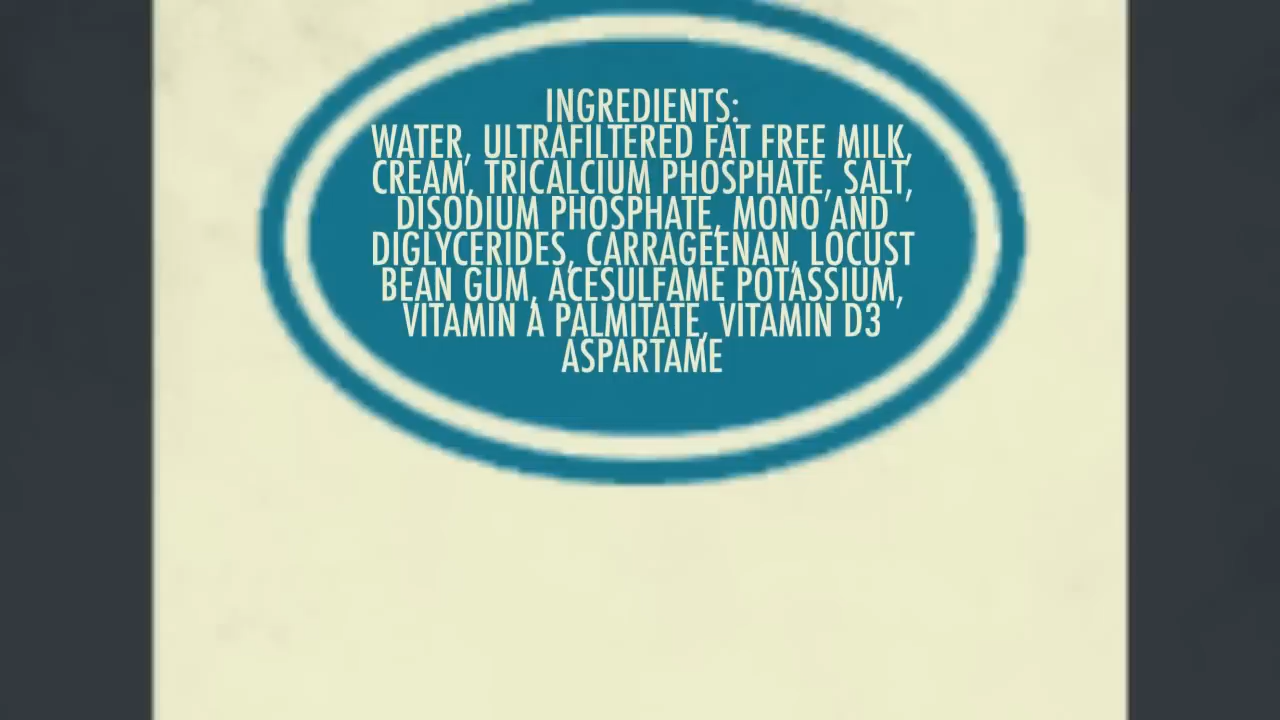 INGREDIENTS:
WATER, ULTRAFILTERED FAT FREE MILK,
CREAM, TRICALCIUM PHOSPHATE, SALT,
DISODIUM PHOSPHATE, MONO AND
DIGLYCERIDES, CARRAGEENAN, LOCUST
BEAN GUM, ACESULFAME POTASSIUM,
VITAMIN A PALMITATE, VITAMIN D3
ASPARTAME